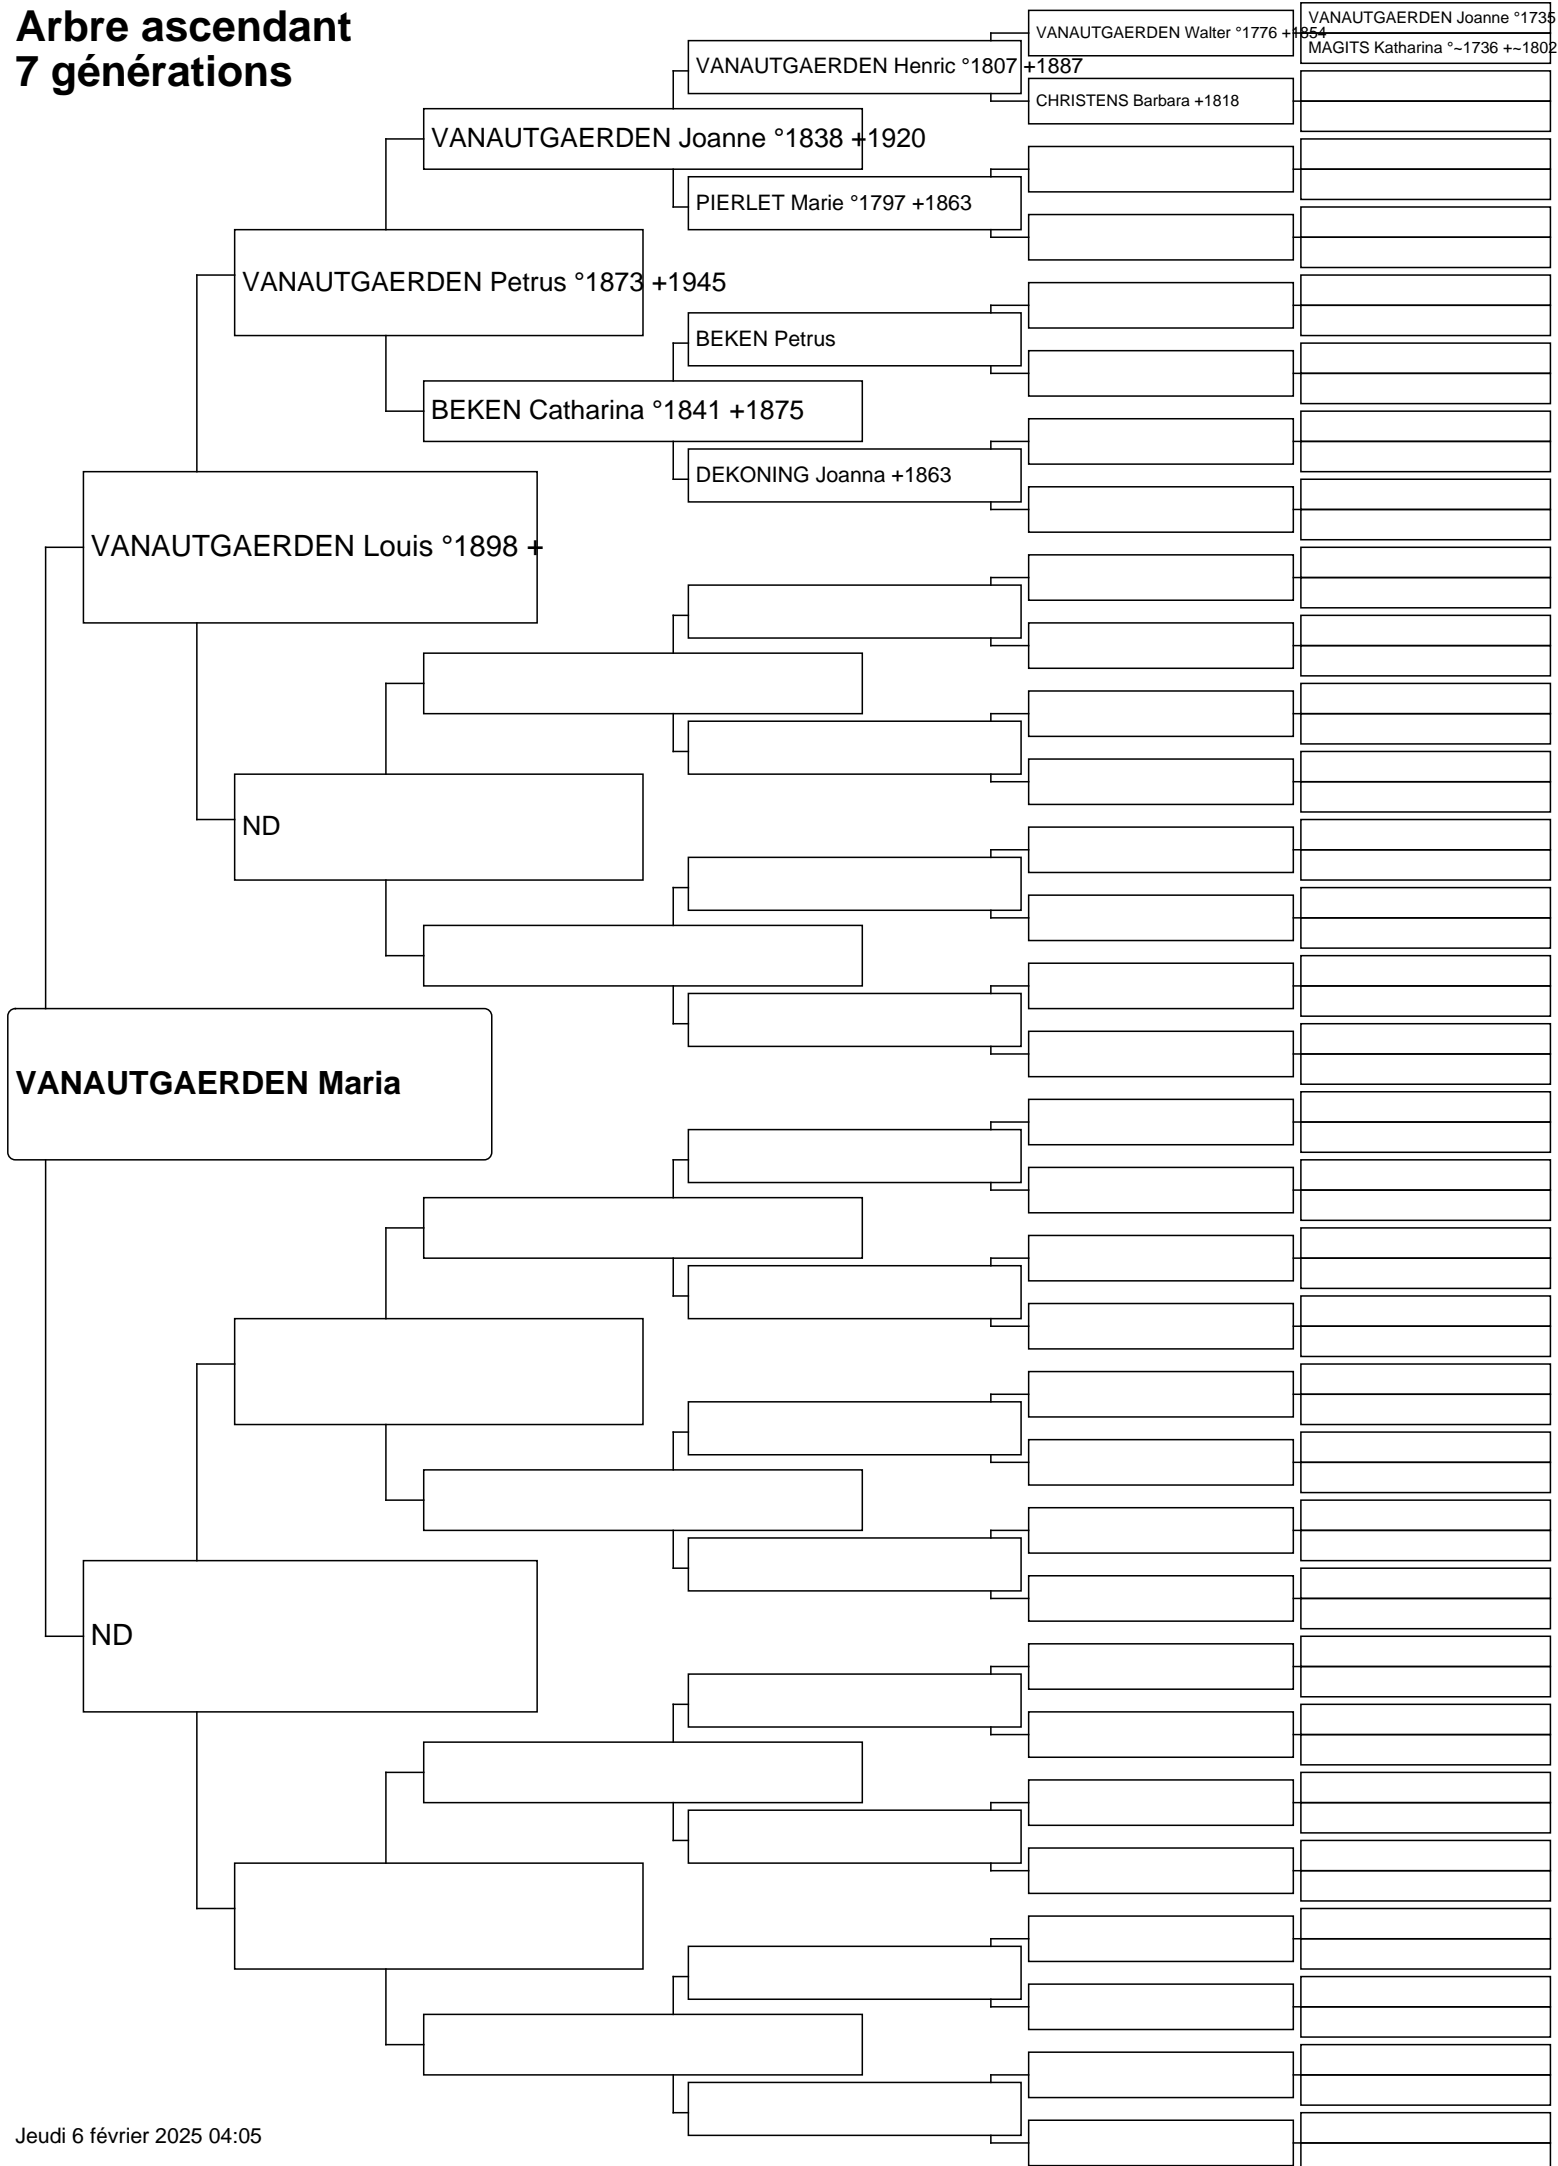 Arbre ascendant
7 générations
VANAUTGAERDEN Joanne °1735
VANAUTGAERDEN Walter °1776 +1854
MAGITS Katharina °~1736 +~1802
VANAUTGAERDEN Henric °1807 +1887
CHRISTENS Barbara +1818
VANAUTGAERDEN Joanne °1838 +1920
PIERLET Marie °1797 +1863
VANAUTGAERDEN Petrus °1873 +1945
BEKEN Petrus
BEKEN Catharina °1841 +1875
DEKONING Joanna +1863
VANAUTGAERDEN Louis °1898 +
ND
VANAUTGAERDEN Maria
ND
Jeudi 6 février 2025 04:05